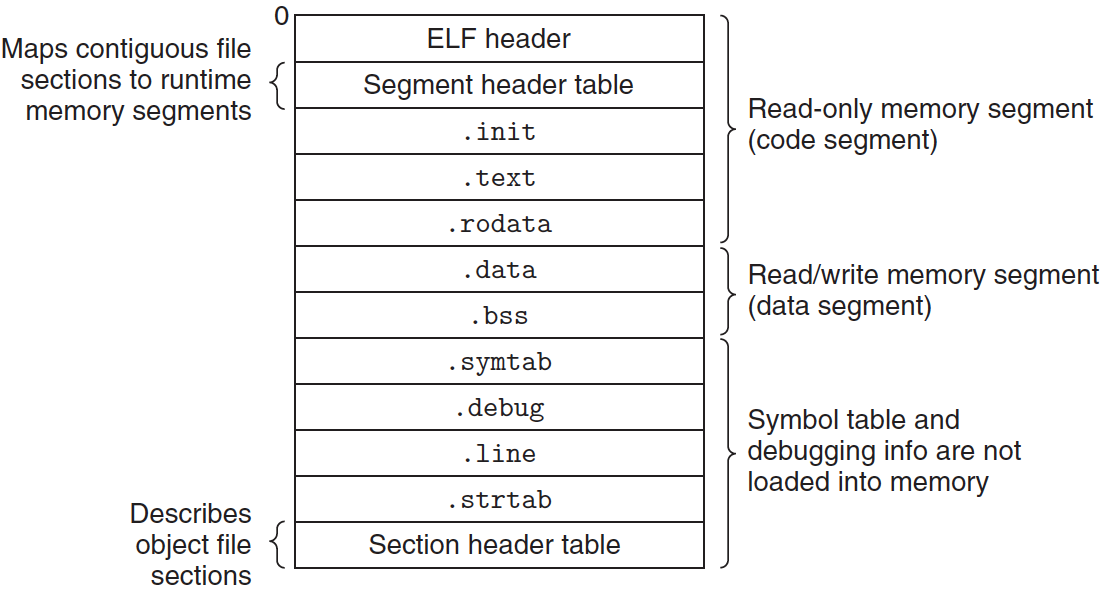 0
ELF header
Maps contiguous file
sections to runtime
memory segments
Segment header table
.init
.text
.rodata
Read-only memory segment
(code segment)
.data
.bss
Read/write memory segment
(data segment)
.symtab
.debug
.line
.strtab
Symbol table and
debugging info are not
loaded into memory
Describes
object file
sections
Section header table